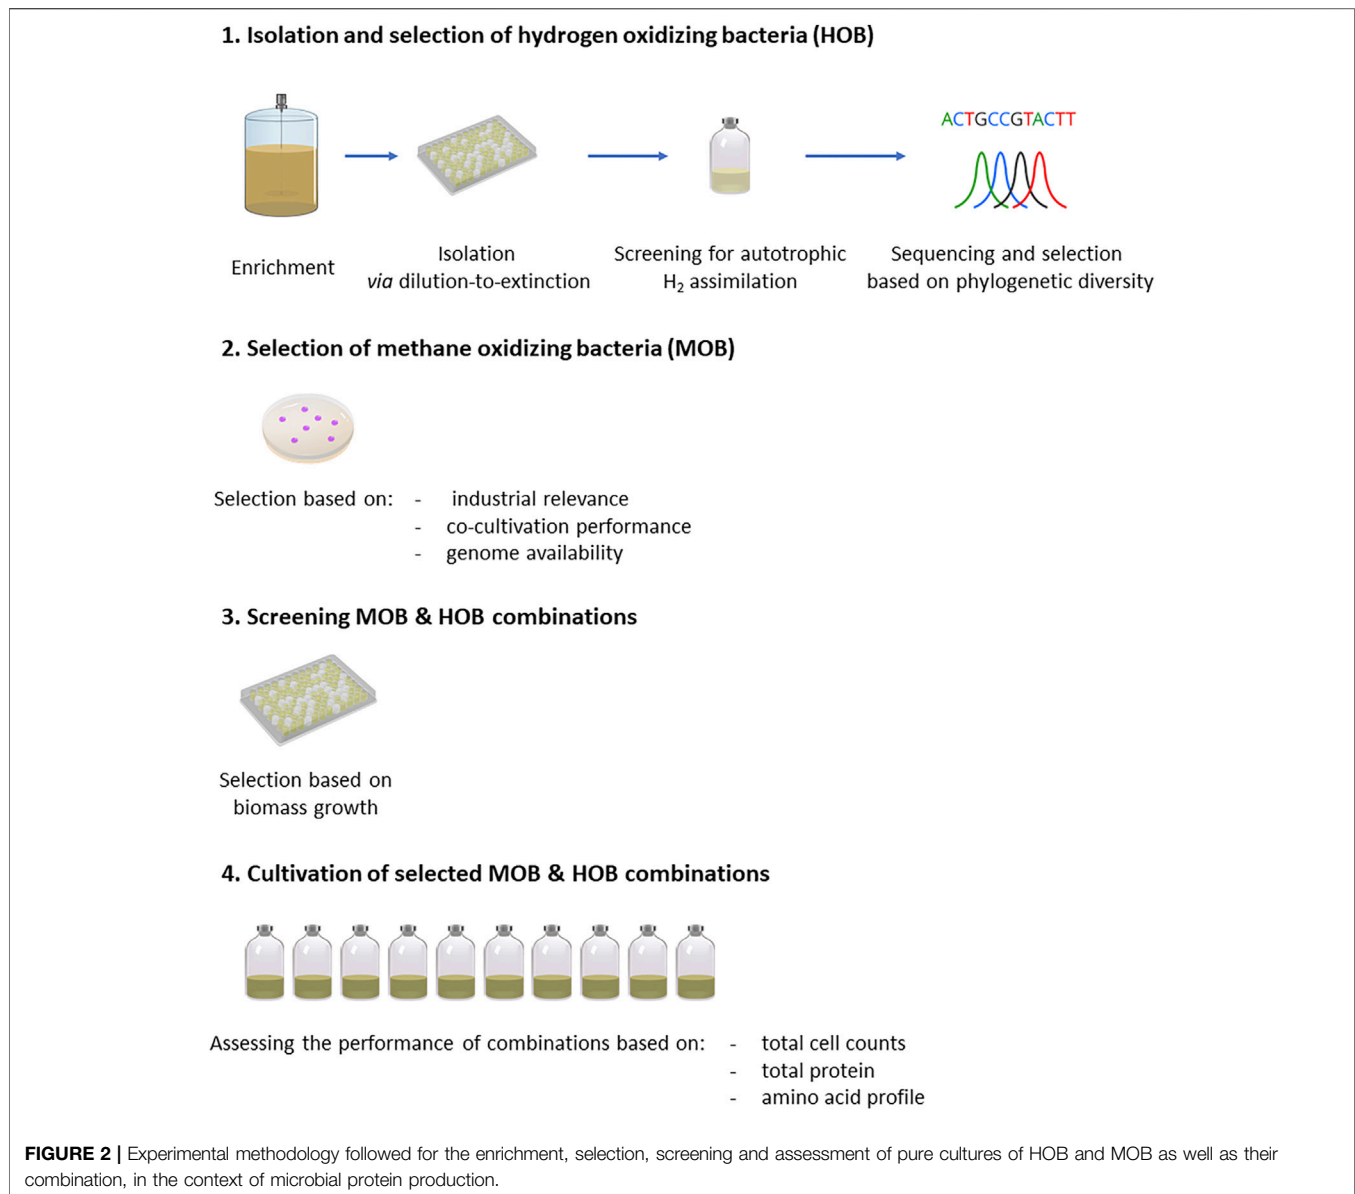 1. Isolation and selection of hydrogen oxidizing bacteria (HOB)
ACTGCCGTACTT
Enrichment
Isolation
via dilution-to-extinction
Screening for autotrophic
H2 assimilation
Sequencing and selection
based on phylogenetic diversity
2. Selection of methane oxidizing bacteria (MOB)
Selection based on: - industrial relevance
- co-cultivation performance
- genome availability
3. Screening MOB & HOB combinations
Selection based on
biomass growth
4. Cultivation of selected MOB & HOB combinations
Assessing the performance of combinations based on: - total cell counts
- total protein
- amino acid profile
FIGURE 2 | Experimental methodology followed for the enrichment, selection, screening and assessment of pure cultures of HOB and MOB as well as their
combination, in the context of microbial protein production.